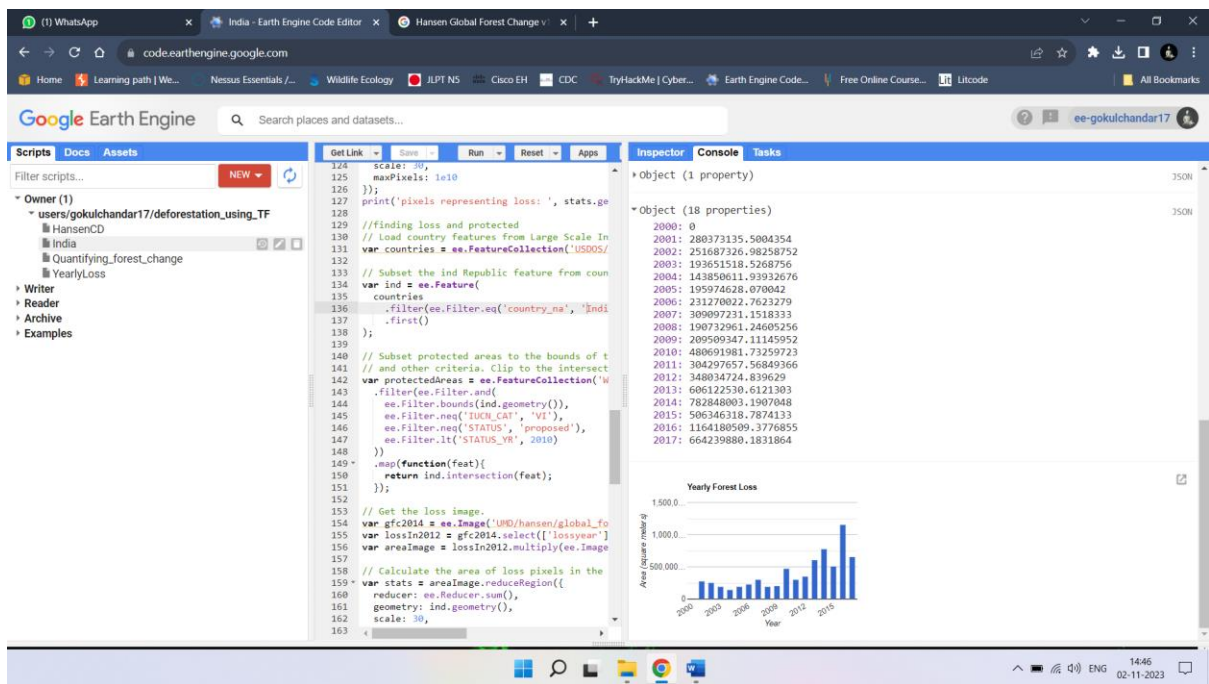 (1) WhatsApp
India - Earth Engine Code Editor
Hansen Global Forest Change v1
code.earthengine.google.com
Home
Learning path | We...
Nessus Essentials /...
Wildlife Ecology
JLPT N5
Cisco EH
CDC
TryHackMe | Cyber...
Earth Engine Code...
Free Online Course...
Lit Litcode
All Bookmarks
Google Earth Engine
Search places and datasets...
ee-gokulchandar17
Scripts Docs Assets
Filter scripts...
NEW
Owner (1)
users/gokulchandar17/deforestation_using_TF
HansenCD
India
Quantifying_forest_change
YearlyLoss
Writer
Reader
Archive
Examples
Get Link Save Run Reset Apps
124 scale: 30,
125 maxPixels: 1e10
126 });
127 print('pixels representing loss: ', stats.ge
128
129 //finding loss and protected
130 // Load country features from Large Scale In
131 var countries = ee.FeatureCollection('USDOS/
132
133 // Subset the ind Republic feature from coun
134 var ind = ee.Feature(
135 countries
136 .filter(ee.Filter.eq('country_na', 'Indi
137 .first()
138 );
139
140 // Subset protected areas to the bounds of t
141 // and other criteria. Clip to the intersect
142 var protectedAreas = ee.FeatureCollection('W
143 .filter(ee.Filter.and(
144 ee.Filter.bounds(ind.geometry()),
145 ee.Filter.neq('IUCN_CAT', 'VI'),
146 ee.Filter.neq('STATUS', 'proposed'),
147 ee.Filter.lt('STATUS_YR', 2010)
148 ))
149 .map(function(feat){
150 return ind.intersection(feat);
151 });
152
153 // Get the loss image.
154 var gfc2014 = ee.Image('UMD/hansen/global_fo
155 var lossIn2012 = gfc2014.select(['lossyear']
156 var areaImage = lossIn2012.multiply(ee.Image
157
158 // Calculate the area of loss pixels in the
159 var stats = areaImage.reduceRegion({
160 reducer: ee.Reducer.sum(),
161 geometry: ind.geometry(),
162 scale: 30,
163
Inspector Console Tasks
Object (1 property) JSON
Object (18 properties) JSON
2000: 0
2001: 280373135.5004354
2002: 251687326.98258752
2003: 193651518.5268756
2004: 143850611.93932676
2005: 195974628.070042
2006: 231270022.7623279
2007: 309097231.1518333
2008: 190732961.24605256
2009: 209509347.11145952
2010: 480691981.73259723
2011: 304297657.56849366
2012: 348034724.839629
2013: 606122530.6121303
2014: 782848003.1907048
2015: 506346318.7874133
2016: 1164180509.3776855
2017: 664239880.1831864
Yearly Forest Loss
1,500,0...
1,000,0...
500,000...
0
Area (square meters)
2000 2003 2006 2009 2012 2015
Year
ENG
14:46
02-11-2023